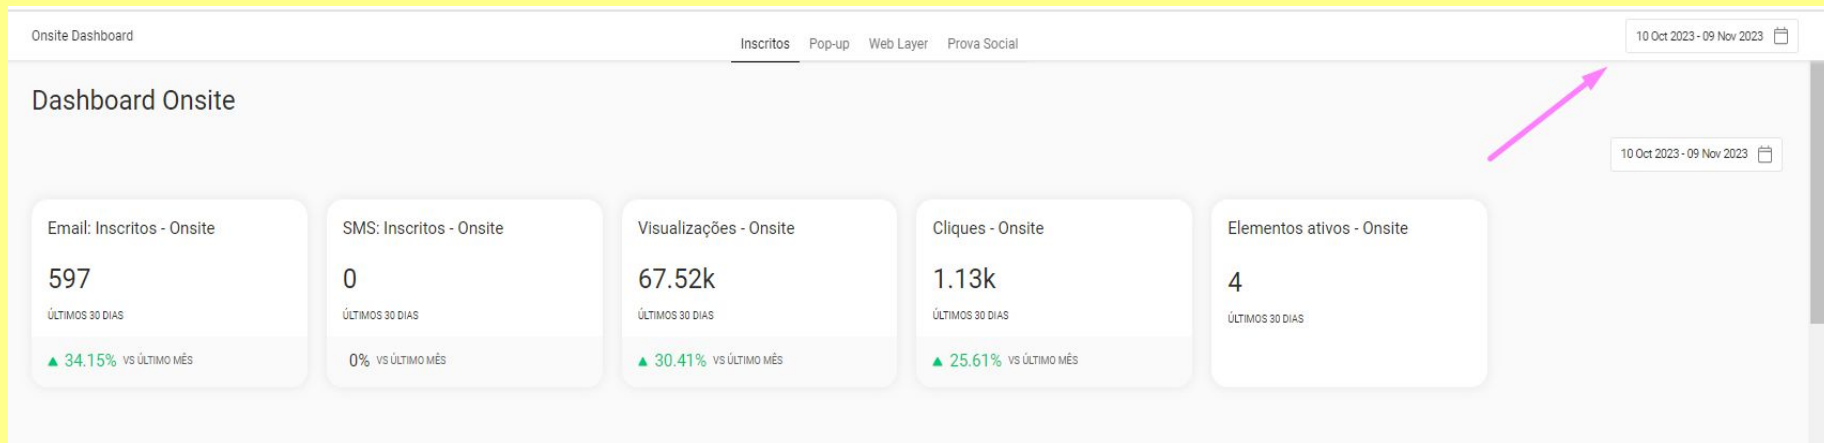 Onsite Dashboard
Inscritos Pop-up Web Layer Prova Social
10 Oct 2023 - 09 Nov 2023
Dashboard Onsite
10 Oct 2023 - 09 Nov 2023
Email: Inscritos - Onsite
597
ÚLTIMOS 30 DIAS
34.15% VS ÚLTIMO MÊS
SMS: Inscritos - Onsite
0
ÚLTIMOS 30 DIAS
0% VS ÚLTIMO MÊS
Visualizações - Onsite
67.52k
ÚLTIMOS 30 DIAS
30.41% VS ÚLTIMO MÊS
Cliques - Onsite
1.13k
ÚLTIMOS 30 DIAS
25.61% VS ÚLTIMO MÊS
Elementos ativos - Onsite
4
ÚLTIMOS 30 DIAS